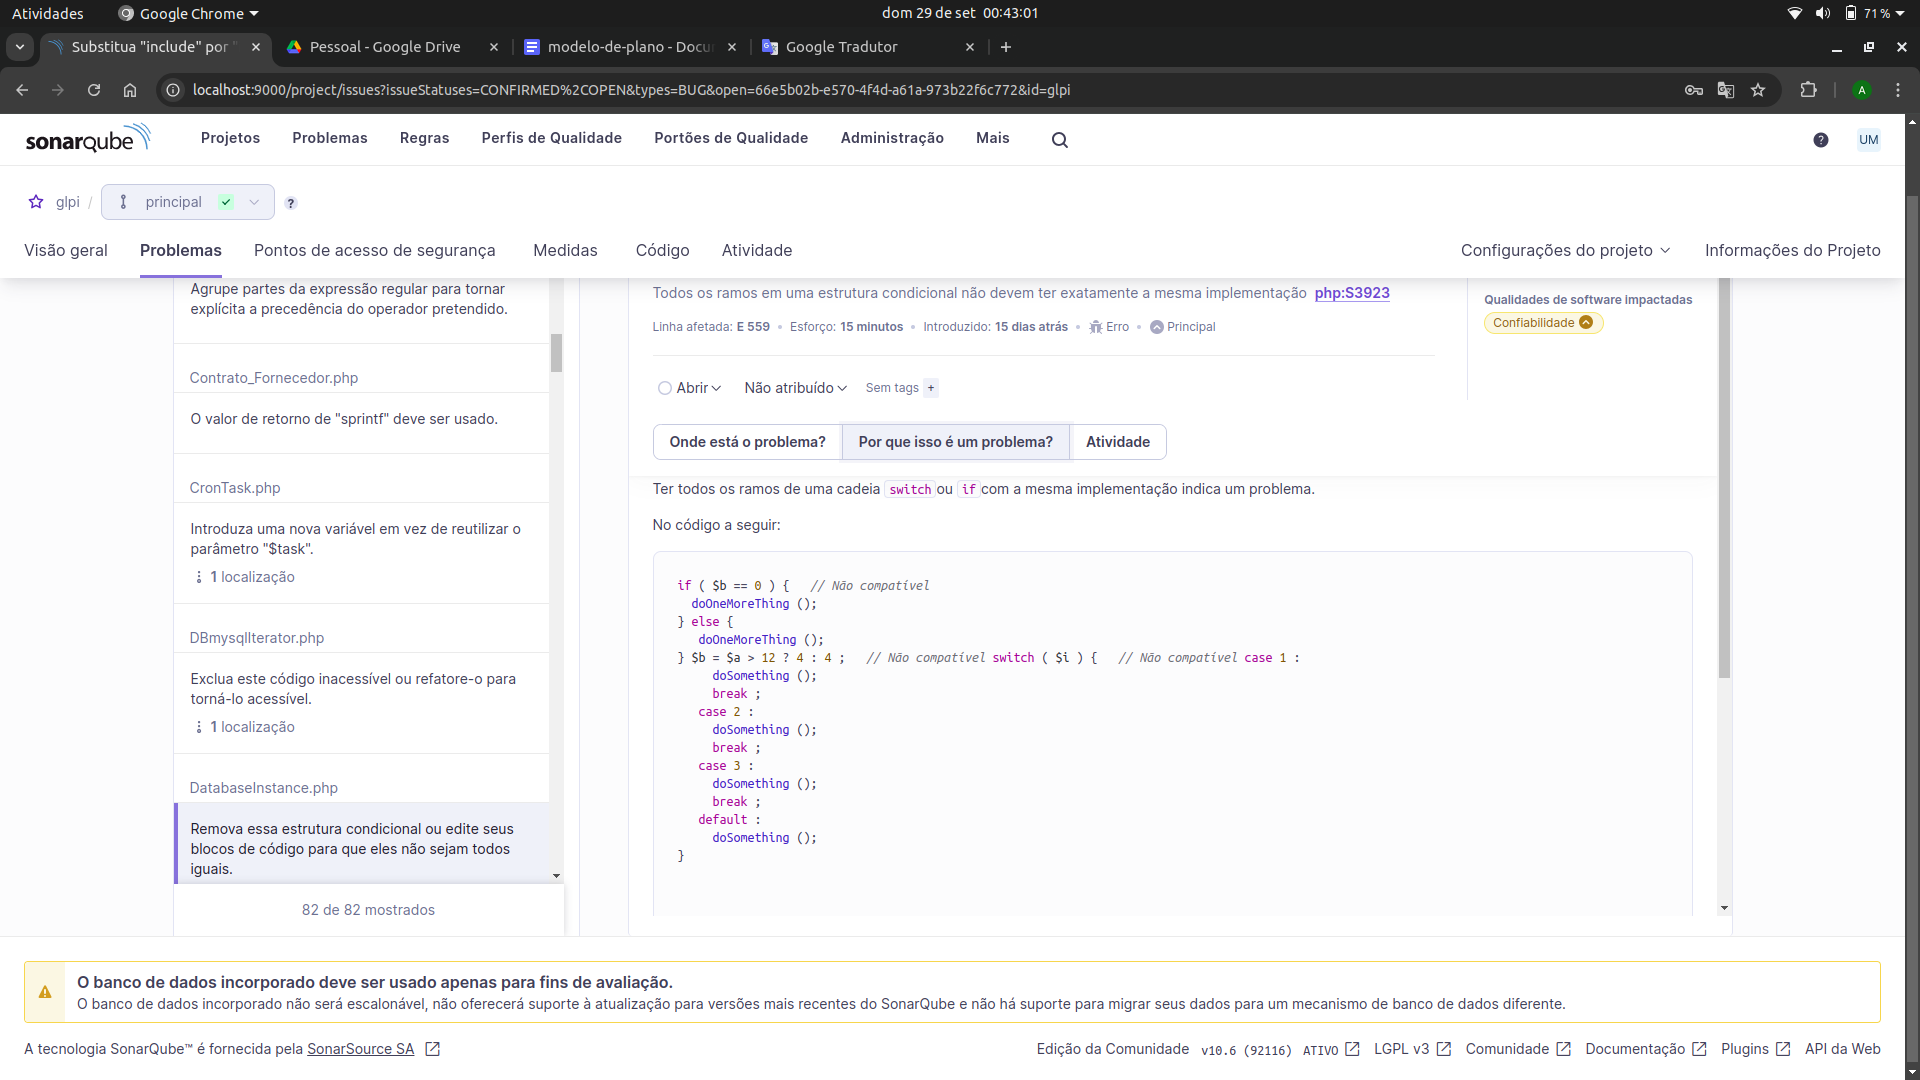 Atividades
Google Chrome
dom 29 de set 00:43:01
71 %
Substitua "include" por "
Pessoal - Google Drive
modelo-de-plano - Docu
Google Tradutor
localhost:9000/project/issues?issueStatuses=CONFIRMED%2COPEN&types=BUG&open=66e5b02b-e570-4f4d-a61a-973b22f6c772&id=glpi
A
sonarqube
Projetos
Problemas
Regras
Perfis de Qualidade
Portões de Qualidade
Administração
Mais
?
UM
glpi / principal
?
Visão geral
Problemas
Pontos de acesso de segurança
Medidas
Código
Atividade
Configurações do projeto
Informações do Projeto
Agrupe partes da expressão regular para tornar
explícita a precedência do operador pretendido.
Contrato_Fornecedor.php
O valor de retorno de "sprintf" deve ser usado.
CronTask.php
Introduza uma nova variável em vez de reutilizar o
parâmetro "$task".
1 localização
DBmysqlIterator.php
Exclua este código inacessível ou refatore-o para
torná-lo acessível.
1 localização
DatabaseInstance.php
Remova essa estrutura condicional ou edite seus
blocos de código para que eles não sejam todos
iguais.
82 de 82 mostrados
Todos os ramos em uma estrutura condicional não devem ter exatamente a mesma implementação php:S3923
Linha afetada: E 559 • Esforço: 15 minutos • Introduzido: 15 dias atrás • Erro • Principal
Qualidades de software impactadas
Confiabilidade
Abrir
Não atribuído
Sem tags +
Onde está o problema?
Por que isso é um problema?
Atividade
Ter todos os ramos de uma cadeia switch ou if com a mesma implementação indica um problema.
No código a seguir:
if ( $b == 0 ) {   // Não compatível
doOneMoreThing ();
} else {
doOneMoreThing ();
} $b = $a > 12 ? 4 : 4 ;   // Não compatível switch ( $i ) {   // Não compatível case 1 :
doSomething ();
break ;
case 2 :
doSomething ();
break ;
case 3 :
doSomething ();
break ;
default :
doSomething ();
}
O banco de dados incorporado deve ser usado apenas para fins de avaliação.
O banco de dados incorporado não será escalonável, não oferecerá suporte à atualização para versões mais recentes do SonarQube e não há suporte para migrar seus dados para um mecanismo de banco de dados diferente.
A tecnologia SonarQube™ é fornecida pela SonarSource SA
Edição da Comunidade
v10.6 (92116)
ATIVO
LGPL v3
Comunidade
Documentação
Plugins
API da Web